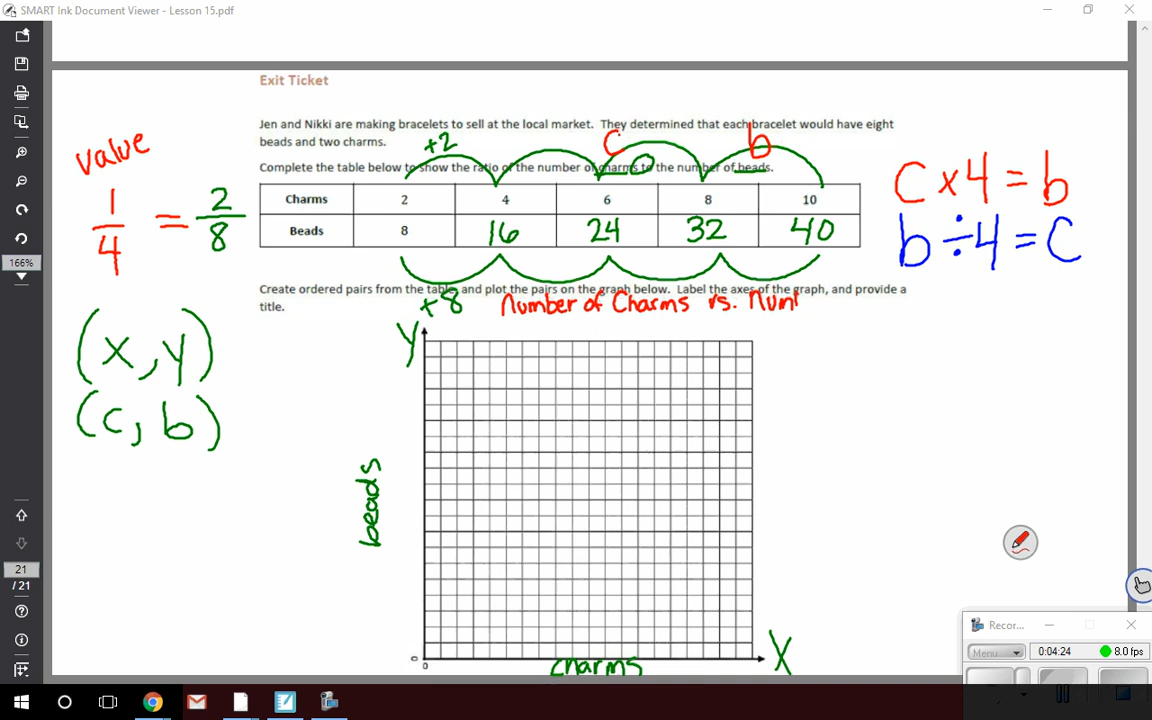 SMART Ink Document Viewer - Lesson 15.pdf
Exit Ticket
Jen and Nikki are making bracelets to sell at the local market. They determined that each bracelet would have eight
beads and two charms.
+2
c
b
Complete the table below to show the ratio of the number of charms to the number of beads.
Charms 2 4 6 8 10
Beads 8 16 24 32 40
value
1/4 = 2/8
C x 4 = b
b ÷ 4 = C
+8
Create ordered pairs from the table and plot the pairs on the graph below. Label the axes of the graph, and provide a
title.
Number of Charms vs. Num
(x, y)
(c, b)
Y
beads
0
0
charms
X
166%
21
/ 21
Recor...
Menu
0:04:24
8.0 fps